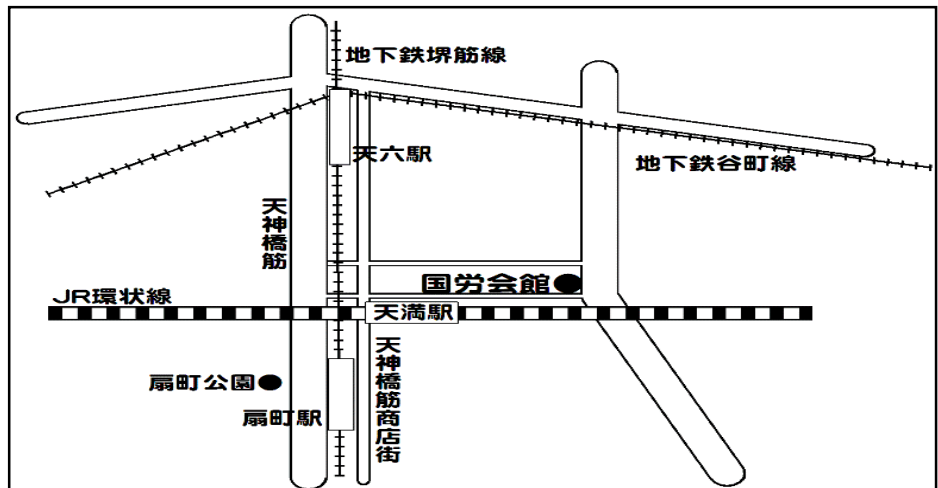 地下鉄堺筋線
天六駅
地下鉄谷町線
天神橋筋
国労会館
JR環状線
天満駅
天神橋筋商店街
扇町公園
扇町駅